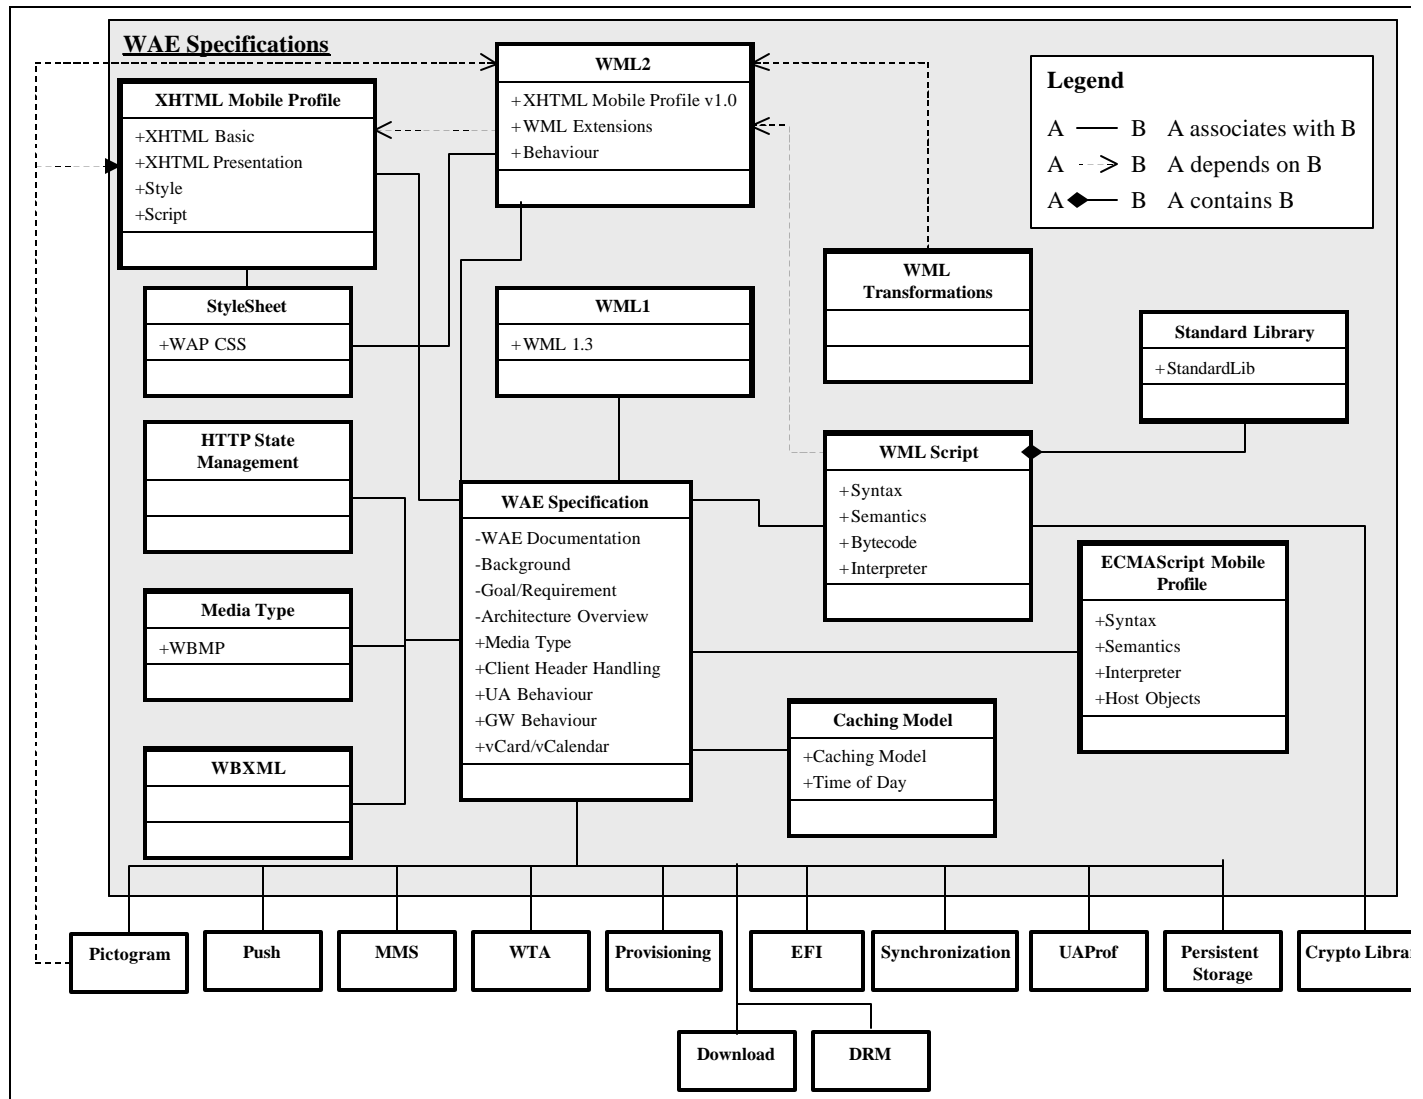 WAE Specifications
WML2
+XHTML Mobile Profile v1.0
+WML Extensions
+Behaviour
XHTML Mobile Profile
+XHTML Basic
+XHTML Presentation
+Style
+Script
Legend
A B A associates with B
A B A depends on B
A B A contains B
StyleSheet
+WAP CSS
WML1
+WML 1.3
WML
Transformations
Standard Library
+StandardLib
HTTP State
Management
WML Script
+Syntax
+Semantics
+Bytecode
+Interpreter
WAE Specification
-WAE Documentation
-Background
-Goal/Requirement
-Architecture Overview
+Media Type
+Client Header Handling
+UA Behaviour
+GW Behaviour
+vCard/vCalendar
ECMAScript Mobile
Profile
+Syntax
+Semantics
+Interpreter
+Host Objects
Media Type
+WBMP
Caching Model
+Caching Model
+Time of Day
WBXML
Pictogram
Push
MMS
WTA
Provisioning
EFI
Synchronization
UAProf
Persistent
Storage
Crypto Librar
Download
DRM